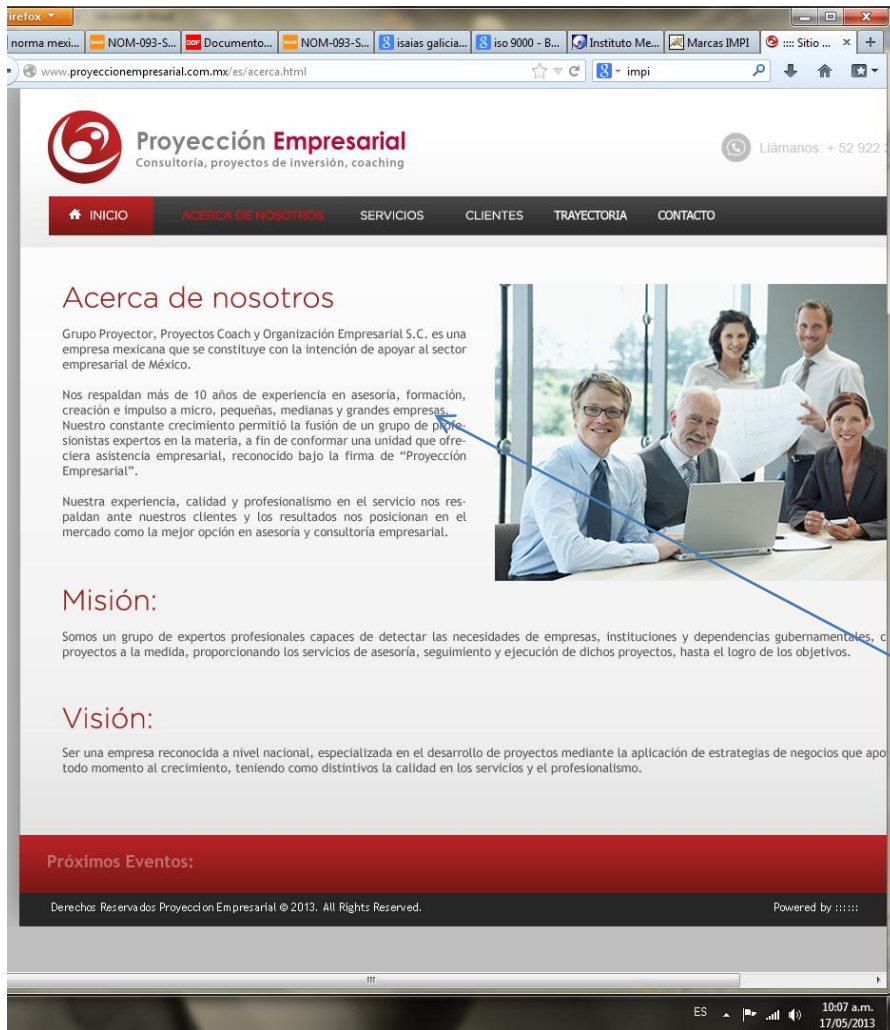 Firefox
norma mexi...
NOM-093-S...
DOF Documento...
NOM-093-S...
8 isaias galicia...
8 iso 9000 - B...
Instituto Me...
Marcas IMPI
:::: Sitio ... × +
www.proyeccionempresarial.com.mx/es/acerca.html
8 impi
Proyección Empresarial
Consultoría, proyectos de inversión, coaching
Llámanos: + 52 922
INICIO
ACERCA DE NOSOTROS
SERVICIOS
CLIENTES
TRAYECTORIA
CONTACTO
Acerca de nosotros
Grupo Proyector, Proyectos Coach y Organización Empresarial S.C. es una
empresa mexicana que se constituye con la intención de apoyar al sector
empresarial de México.
Nos respaldan más de 10 años de experiencia en asesoría, formación,
creación e impulso a micro, pequeñas, medianas y grandes empresas.
Nuestro constante crecimiento permitió la fusión de un grupo de profe-
sionistas expertos en la materia, a fin de conformar una unidad que ofre-
ciera asistencia empresarial, reconocido bajo la firma de “Proyección
Empresarial”.
Nuestra experiencia, calidad y profesionalismo en el servicio nos res-
paldan ante nuestros clientes y los resultados nos posicionan en el
mercado como la mejor opción en asesoría y consultoría empresarial.
Misión:
Somos un grupo de expertos profesionales capaces de detectar las necesidades de empresas, instituciones y dependencias gubernamentales, c
proyectos a la medida, proporcionando los servicios de asesoría, seguimiento y ejecución de dichos proyectos, hasta el logro de los objetivos.
Visión:
Ser una empresa reconocida a nivel nacional, especializada en el desarrollo de proyectos mediante la aplicación de estrategias de negocios que apo
todo momento al crecimiento, teniendo como distintivos la calidad en los servicios y el profesionalismo.
Próximos Eventos:
Derechos Reservados Proyeccion Empresarial © 2013. All Rights Reserved.
Powered by ::::::
ES
10:07 a.m.
17/05/2013